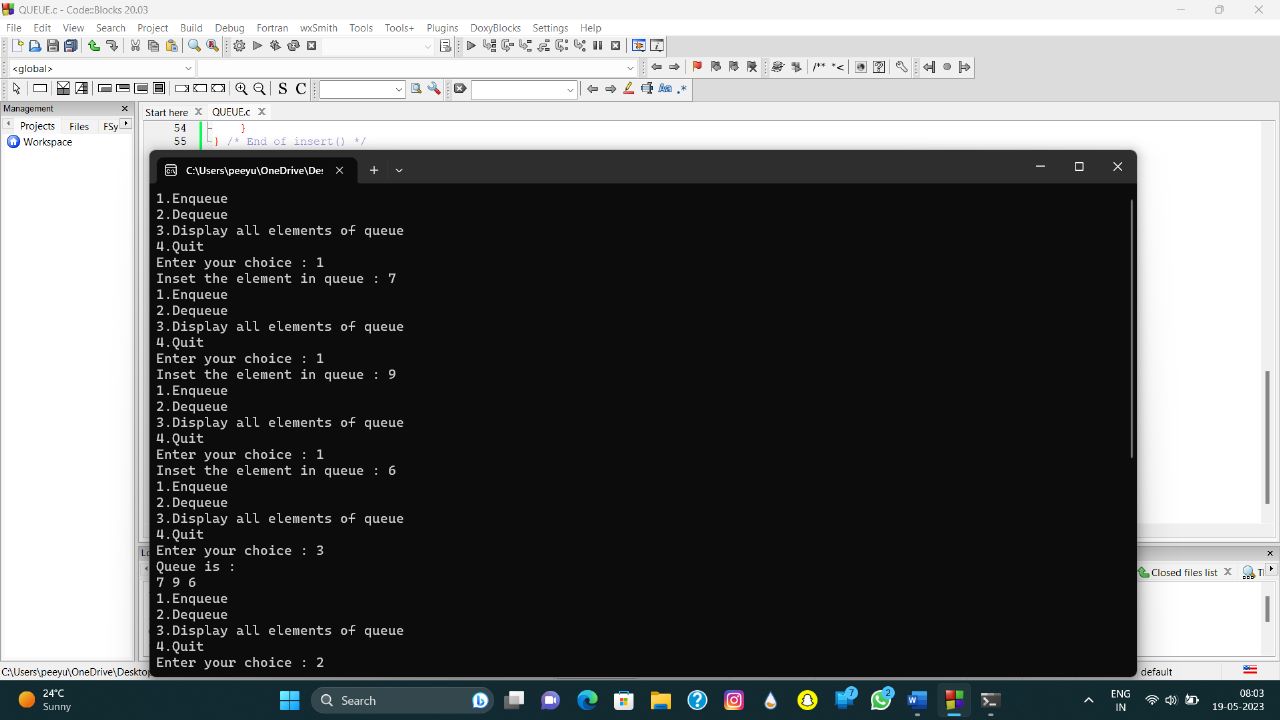 QUEUE.c - Code::Blocks 20.03
File Edit View Search Project Build Debug Fortran wxSmith Tools Tools+ Plugins DoxyBlocks Settings Help
<global>
/** *<
S C
Aa .*
Management
Start here QUEUE.c
Projects Files FSy
Workspace
54 }
55 } /* End of insert() */
C:\Users\peeyu\OneDrive\Des
1.Enqueue
2.Dequeue
3.Display all elements of queue
4.Quit
Enter your choice : 1
Inset the element in queue : 7
1.Enqueue
2.Dequeue
3.Display all elements of queue
4.Quit
Enter your choice : 1
Inset the element in queue : 9
1.Enqueue
2.Dequeue
3.Display all elements of queue
4.Quit
Enter your choice : 1
Inset the element in queue : 6
1.Enqueue
2.Dequeue
3.Display all elements of queue
4.Quit
Enter your choice : 3
Queue is :
7 9 6
1.Enqueue
2.Dequeue
3.Display all elements of queue
4.Quit
Enter your choice : 2
Lo
Closed files list
C:\Users\peeyu\OneDrive\Deskto
default
24°C
Sunny
Search
7
2
ENG
IN
08:03
19-05-2023